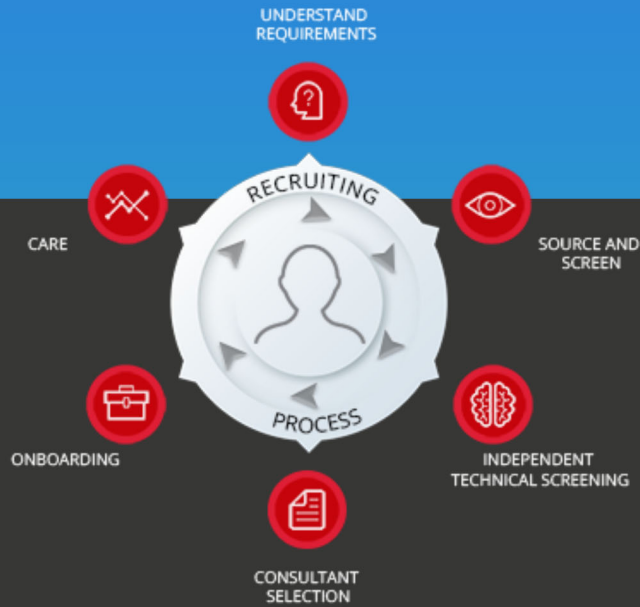 UNDERSTAND
REQUIREMENTS
?
RECRUITING
CARE
SOURCE AND
SCREEN
PROCESS
ONBOARDING
INDEPENDENT
TECHNICAL SCREENING
CONSULTANT
SELECTION